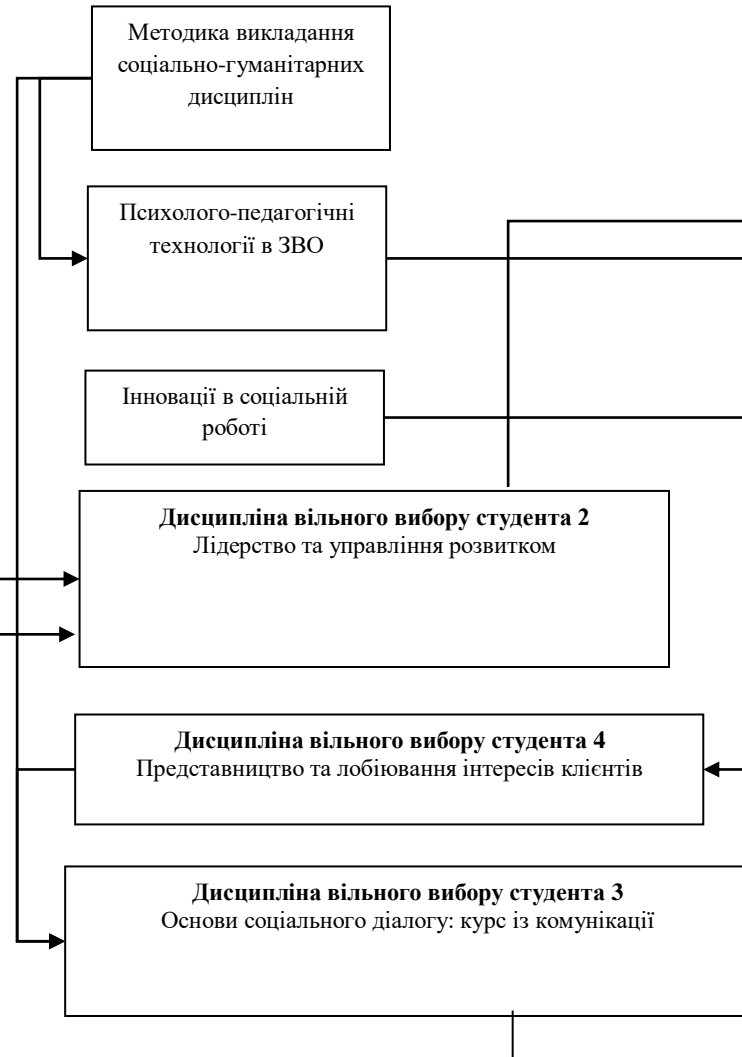 Методика викладання
соціально-гуманітарних
дисциплін
Психолого-педагогічні
технології в ЗВО
Інновації в соціальній
роботі
Дисципліна вільного вибору студента 2
Лідерство та управління розвитком
Дисципліна вільного вибору студента 4
Представництво та лобіювання інтересів клієнтів
Дисципліна вільного вибору студента 3
Основи соціального діалогу: курс із комунікації